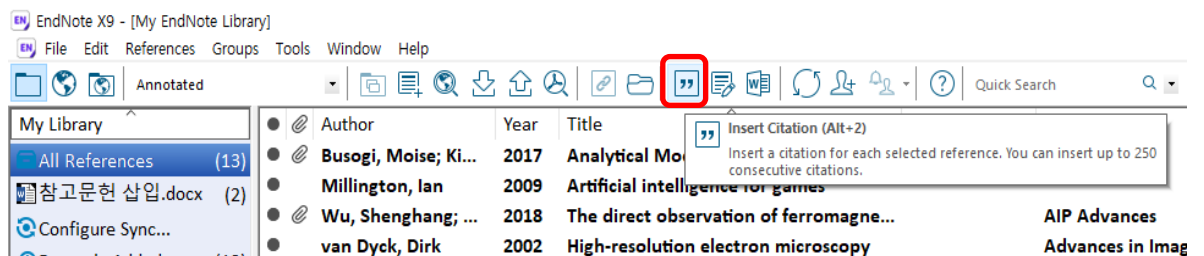 EndNote X9 - [My EndNote Library]
File Edit References Groups Tools Window Help
Annotated Quick Search
My Library
All References (13)
참고문헌 삽입.docx (2)
Configure Sync...
Author Year Title
Busogi, Moise; Ki... 2017 Analytical Mo
Millington, Ian 2009 Artificial intelligence for games
Wu, Shenghang; ... 2018 The direct observation of ferromagne... AIP Advances
van Dyck, Dirk 2002 High-resolution electron microscopy Advances in Imag
Insert Citation (Alt+2)
Insert a citation for each selected reference. You can insert up to 250
consecutive citations.